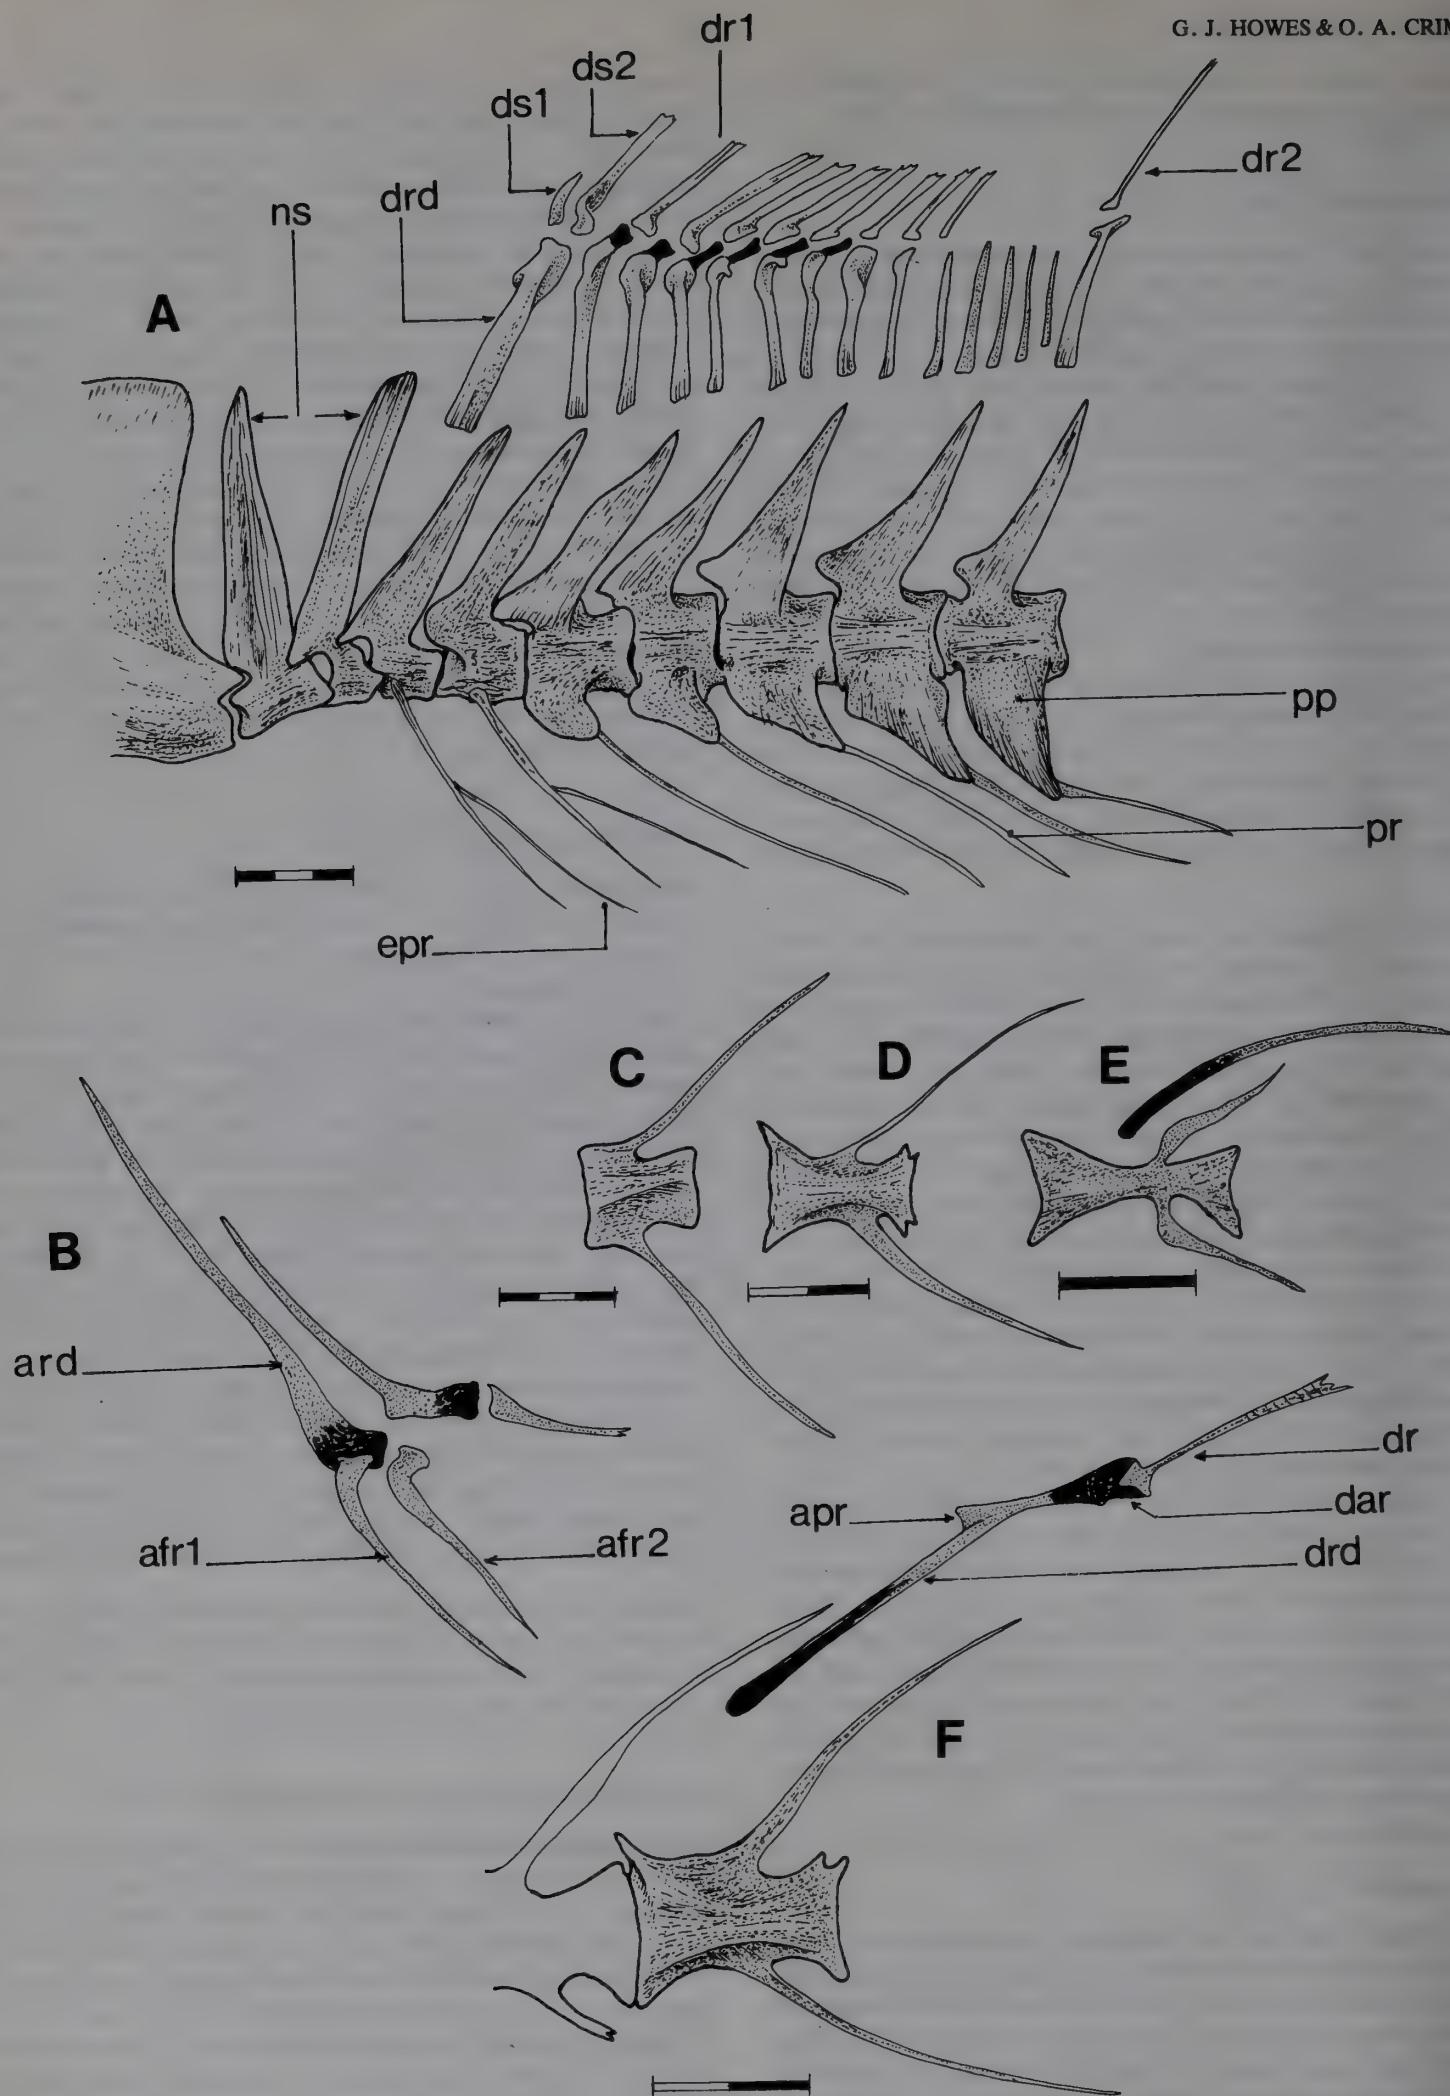 G. J. HOWES & O. A. CRIM
dr1
ds2
ds1
dr2
drd
ns
A
pp
pr
epr
C
D
E
B
ard
dr
apr
dar
afr1
afr2
drd
F